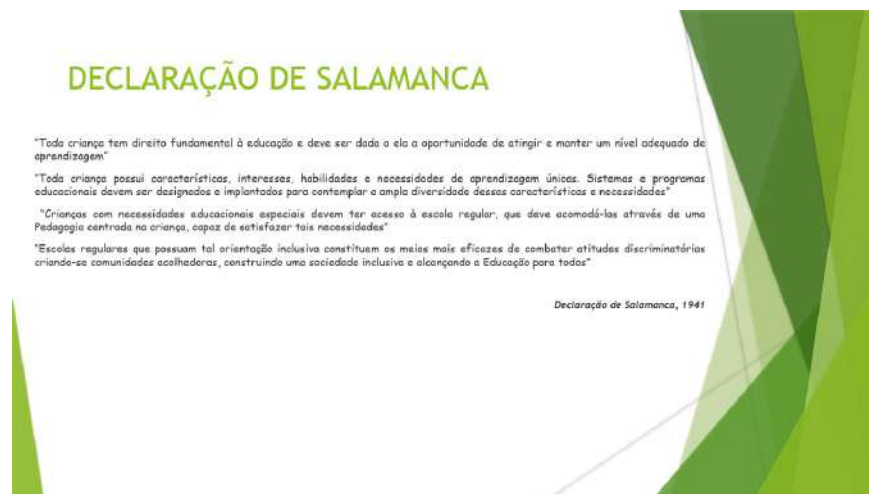 DECLARAÇÃO DE SALAMANCA
"Toda criança tem direito fundamental à educação e deve ser dada a ela a oportunidade de atingir e manter um nível adequado de
aprendizagem"
"Toda criança possui características, interesses, habilidades e necessidades de aprendizagem únicas. Sistemas e programas
educacionais devem ser designados e implantados para contemplar a ampla diversidade dessas características e necessidades"
"Crianças com necessidades educacionais especiais devem ter acesso à escola regular, que deve acomodá-las através de uma
Pedagogia centrada na criança, capaz de satisfazer tais necessidades"
"Escolas regulares que possuam tal orientação inclusiva constituem os meios mais eficazes de combater atitudes discriminatórias
criando-se comunidades acolhedoras, construindo uma sociedade inclusiva e alcançando a Educação para todos"
Declaração de Salamanca, 1941